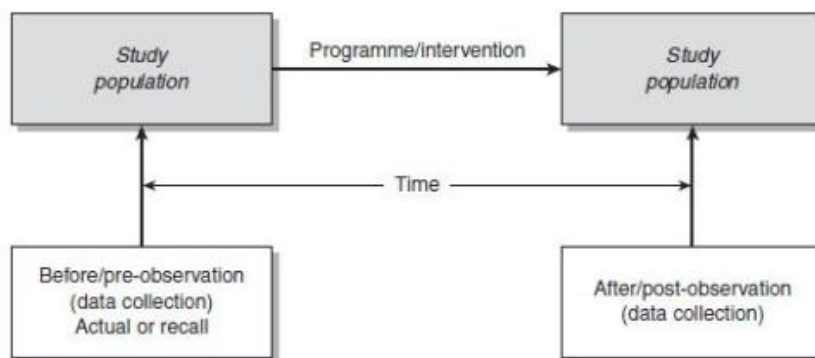 Study
population
Programme/intervention
Study
population
Time
Before/pre-observation
(data collection)
Actual or recall
After/post-observation
(data collection)